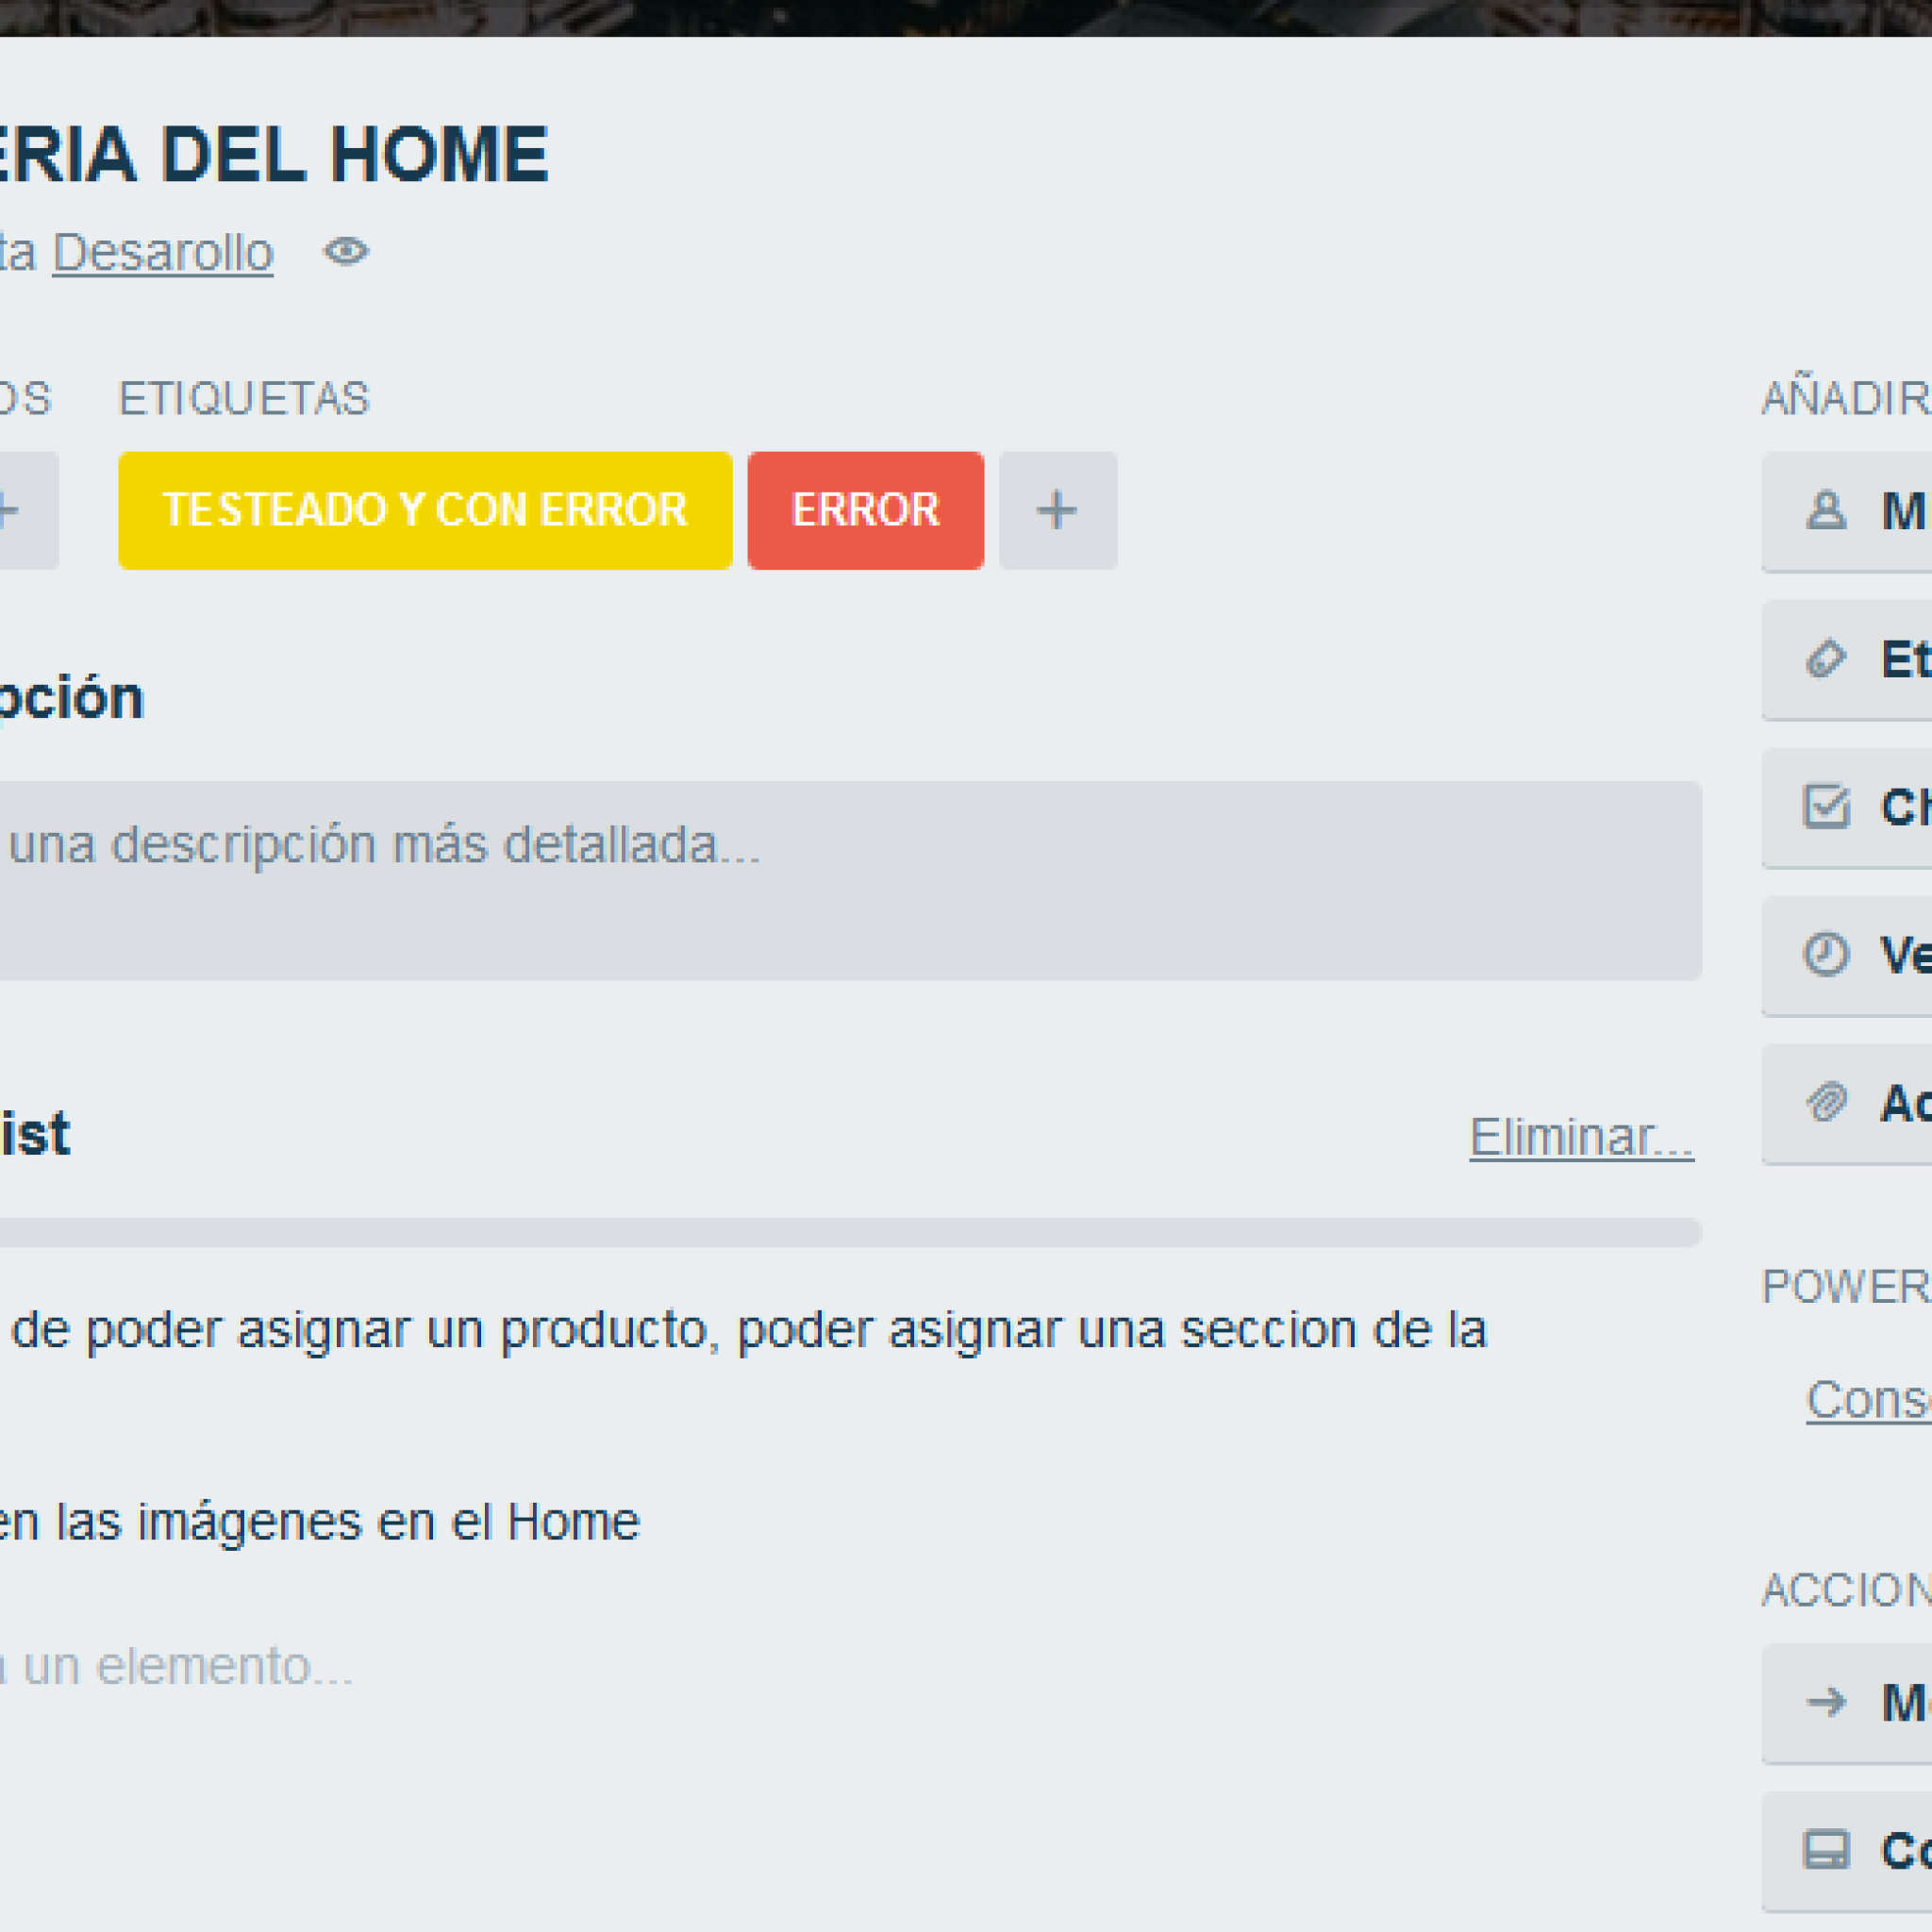 ERIA DEL HOME
ta Desarollo
OS ETIQUETAS
TESTEADO Y CON ERROR ERROR +
pción
una descripción más detallada...
ist Eliminar...
de poder asignar un producto, poder asignar una seccion de la
en las imágenes en el Home
un elemento...
AÑADIR
M
Et
Ch
Ve
Ad
POWER
Cons
ACCION
M
Co